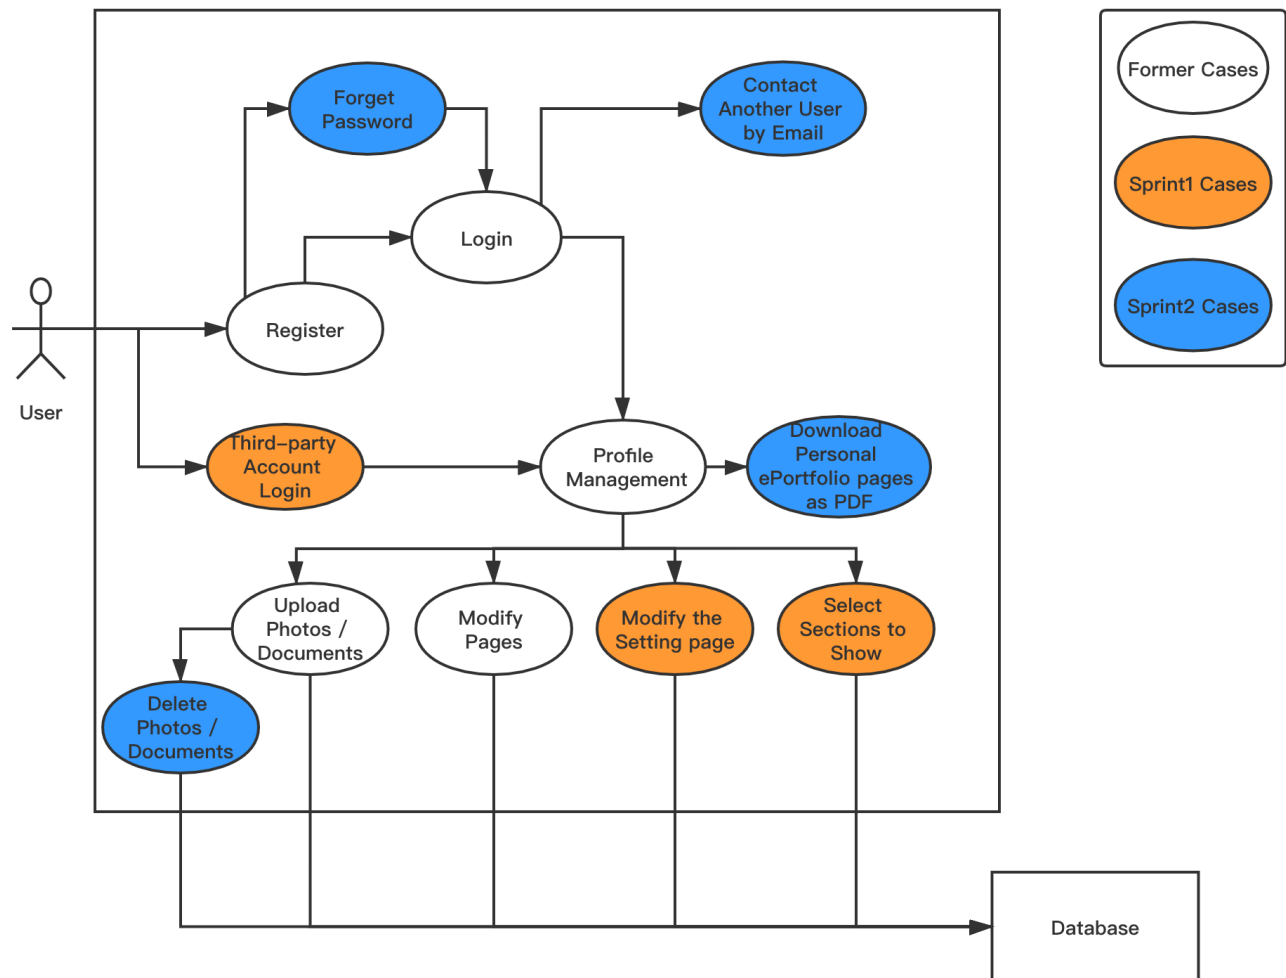 Forget
Password
Contact
Another User
by Email
Former Cases
Sprint1 Cases
Sprint2 Cases
Login
Register
User
Third-party
Account
Login
Profile
Management
Download
Personal
ePortfolio pages
as PDF
Upload
Photos /
Documents
Modify
Pages
Modify the
Setting page
Select
Sections to
Show
Delete
Photos /
Documents
Database